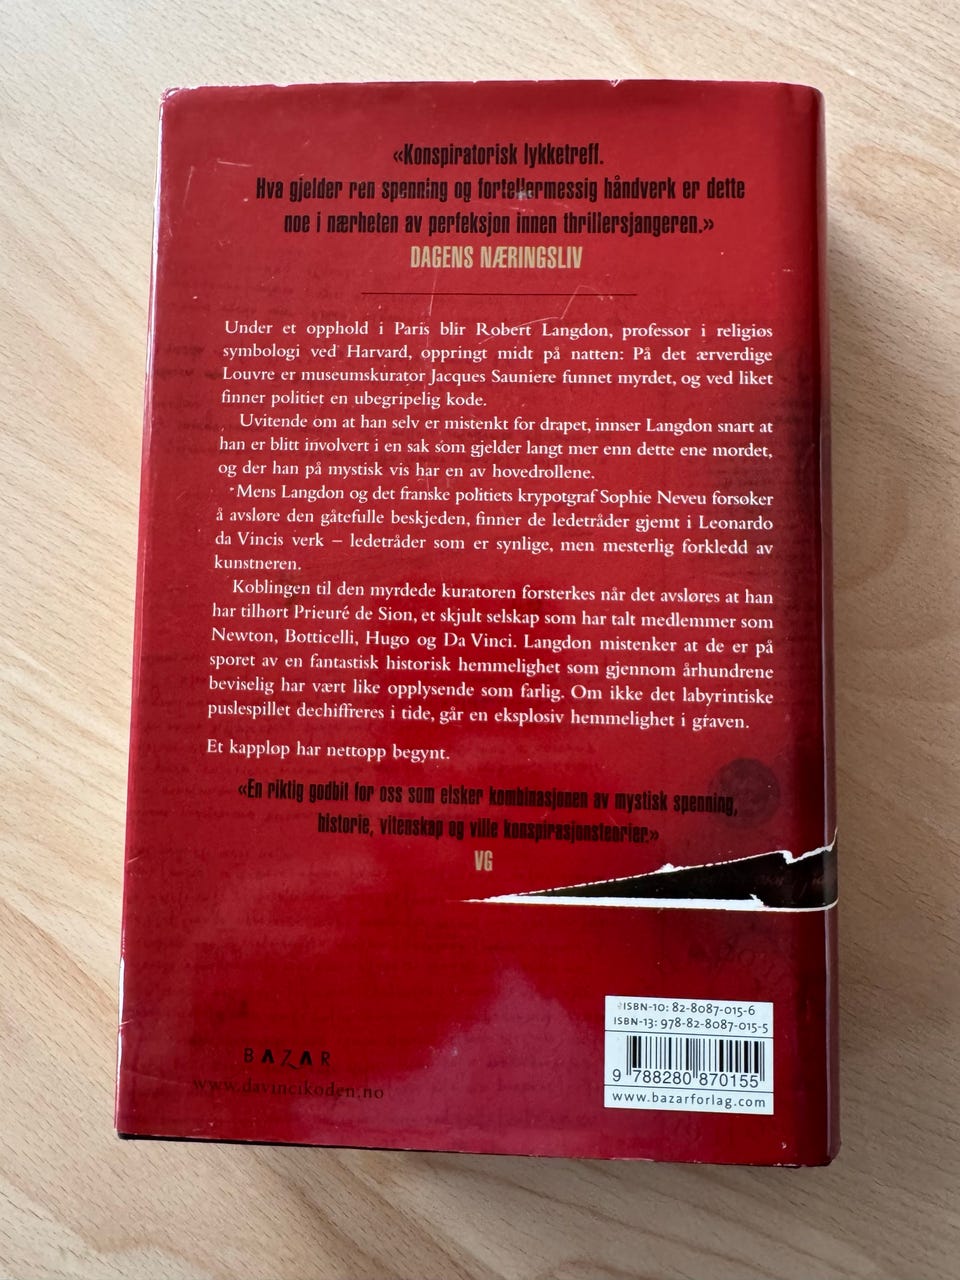 «Konspiratorisk lykketreff.
Hva gjelder ren spenning og fortellermessig håndverk er dette
noe i nærheten av perfeksjon innen thrillersjangeren.»
DAGENS NÆRINGSLIV
Under et opphold i Paris blir Robert Langdon, professor i religiøs
symbologi ved Harvard, oppringt midt på natten: På det ærverdige
Louvre er museumskurator Jacques Sauniere funnet myrdet, og ved liket
finner politiet en ubegripelig kode.
Uvitende om at han selv er mistenkt for drapet, innser Langdon snart at
han er blitt involvert i en sak som gjelder langt mer enn dette ene mordet,
og der han på mystisk vis har en av hovedrollene.
Mens Langdon og det franske politiets krypotgraf Sophie Neveu forsøker
å avsløre den gåtefulle beskjeden, finner de ledetråder gjemt i Leonardo
da Vincis verk – ledetråder som er synlige, men mesterlig forkledd av
kunstneren.
Koblingen til den myrdede kuratoren forsterkes når det avsløres at han
har tilhørt Prieuré de Sion, et skjult selskap som har talt medlemmer som
Newton, Botticelli, Hugo og Da Vinci. Langdon mistenker at de er på
sporet av en fantastisk historisk hemmelighet som gjennom århundrene
beviselig har vært like opplysende som farlig. Om ikke det labyrintiske
puslespillet dechiffreres i tide, går en eksplosiv hemmelighet i graven.
Et kappløp har nettopp begynt.
«En riktig godbit for oss som elsker kombinasjonen av mystisk spenning,
historie, vitenskap og ville konspirasjonsteorier.»
VG
BAZAR
www.davincikoden.no
ISBN-10: 82-8087-015-6
ISBN-13: 978-82-8087-015-5
9 788280 870155
www.bazarforlag.com